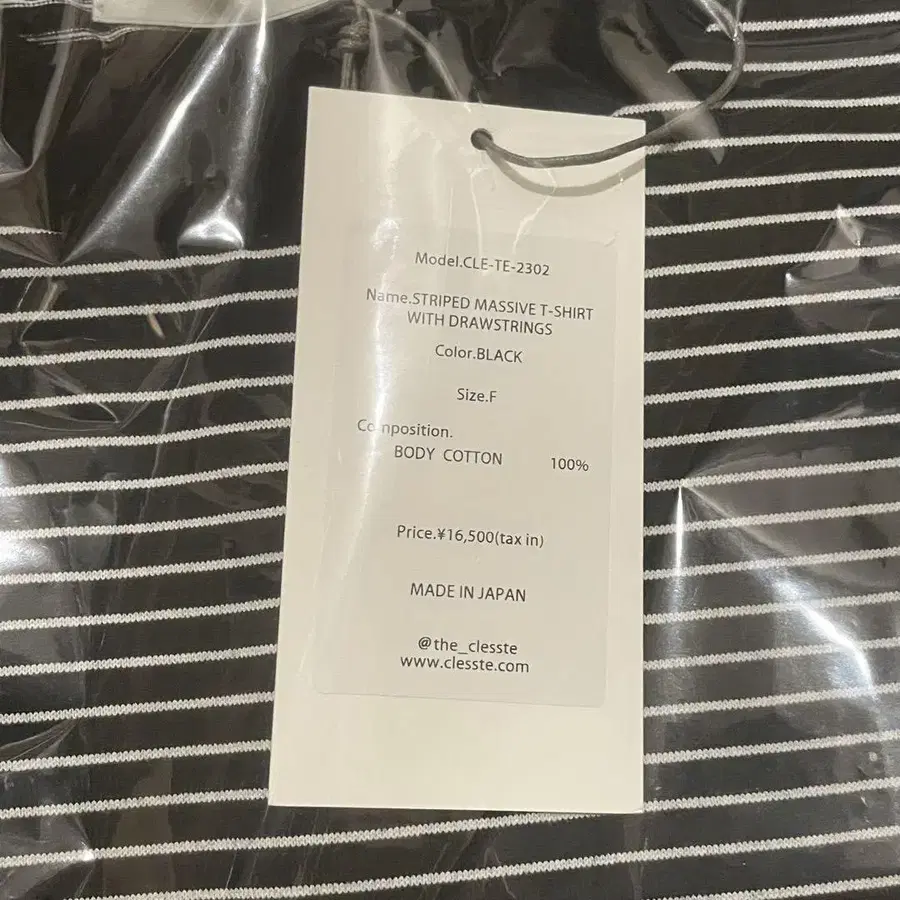 Model.CLE-TE-2302
Name.STRIPED MASSIVE T-SHIRT
WITH DRAWSTRINGS
Color.BLACK
Size.F
Composition.
BODY COTTON 100%
Price.¥16,500(tax in)
MADE IN JAPAN
@the_clesste
www.clesste.com